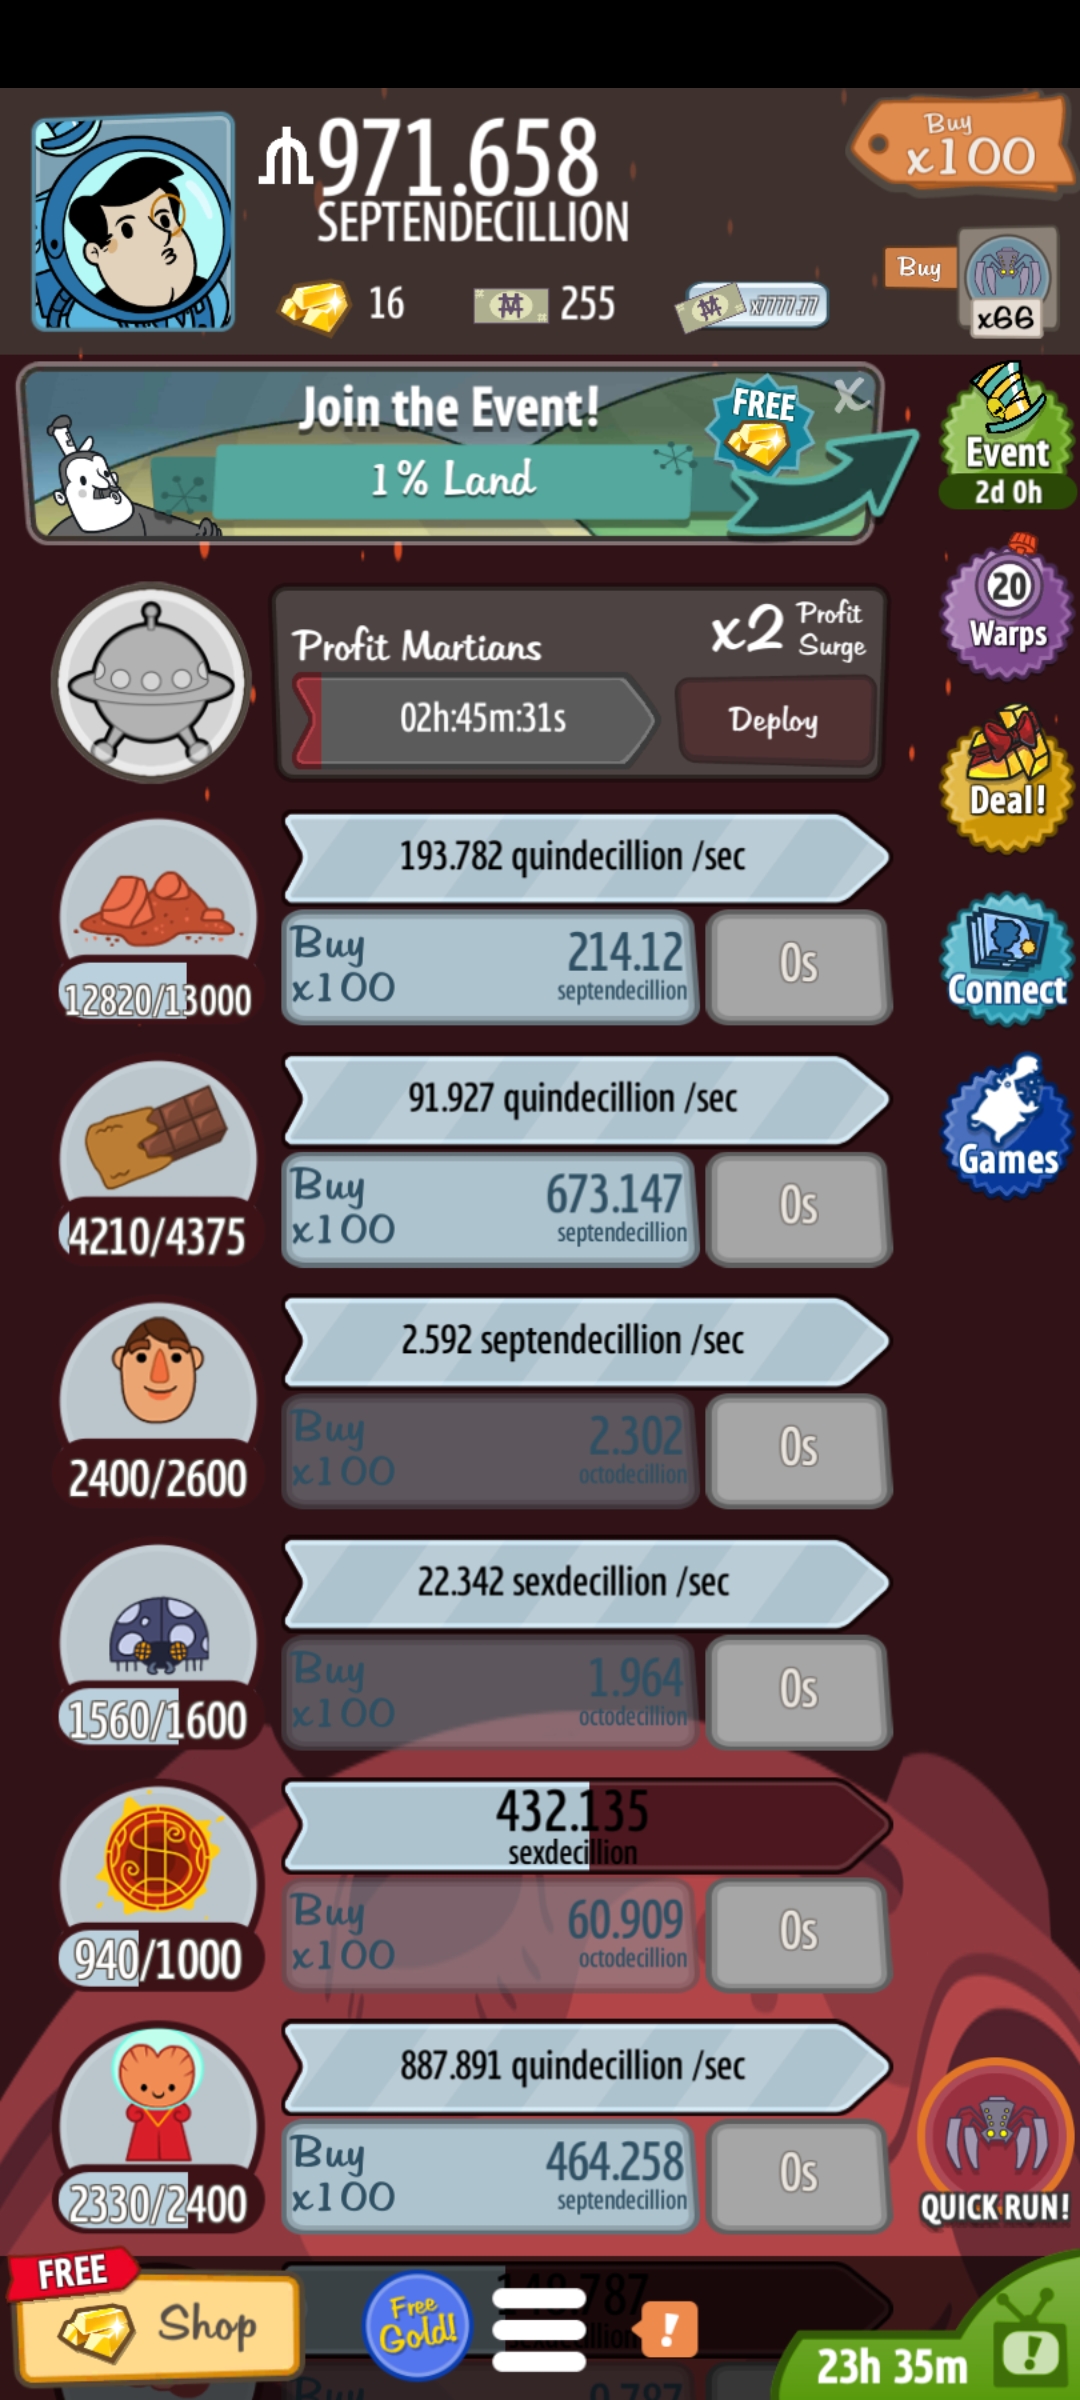 971.658
SEPTENDECILLION
Buy
x100
16
255
x7777.77
Buy
x66
Join the Event!
1% Land
FREE
x
Event
2d 0h
20
Warps
Deal!
Connect
Games
Profit Martians
x2 Profit
Surge
02h:45m:31s
Deploy
193.782 quindecillion /sec
12820/13000
Buy
x100
214.12
septendecillion
0s
91.927 quindecillion /sec
4210/4375
Buy
x100
673.147
septendecillion
0s
2.592 septendecillion /sec
2400/2600
Buy
x100
2.302
octodecillion
0s
22.342 sexdecillion /sec
1560/1600
Buy
x100
1.964
octodecillion
0s
432.135
sexdecillion
940/1000
Buy
x100
60.909
octodecillion
0s
887.891 quindecillion /sec
2330/2400
Buy
x100
464.258
septendecillion
0s
QUICK RUN!
FREE
Shop
Free
Gold!
!
23h 35m
!
Buy